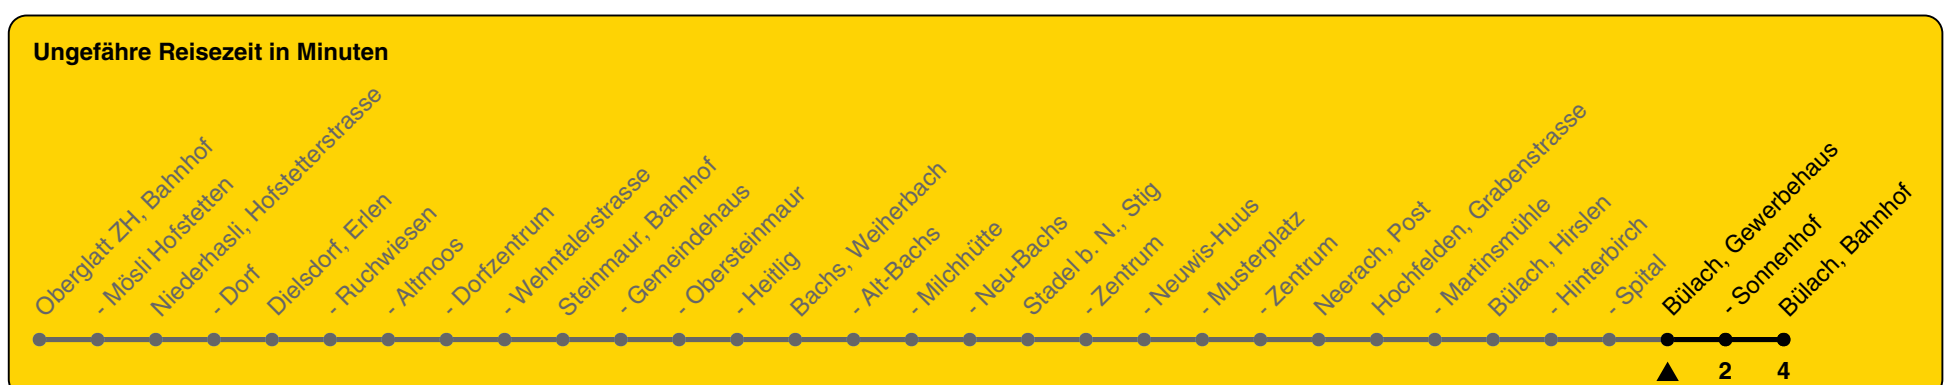 Ungefähre Reisezeit in Minuten
Oberglatt ZH, Bahnhof
- Mösli Hofstetten
Niederhasli, Hofstetterstrasse
- Dorf
Dielsdorf, Erlen
- Ruchwiesen
- Altmoos
- Dorfzentrum
- Wehntalerstrasse
Steinmaur, Bahnhof
- Gemeindehaus
- Obersteinmaur
- Heitlig
Bachs, Weiherbach
- Alt-Bachs
- Milchhütte
- Neu-Bachs
Stadel b. N., Stig
- Zentrum
- Neuwis-Huus
- Musterplatz
- Zentrum
Neerach, Post
Hochfelden, Grabenstrasse
- Martinsmühle
Bülach, Hirslen
- Hinterbirch
- Spital
Bülach, Gewerbehaus
- Sonnenhof
Bülach, Bahnhof
2 4